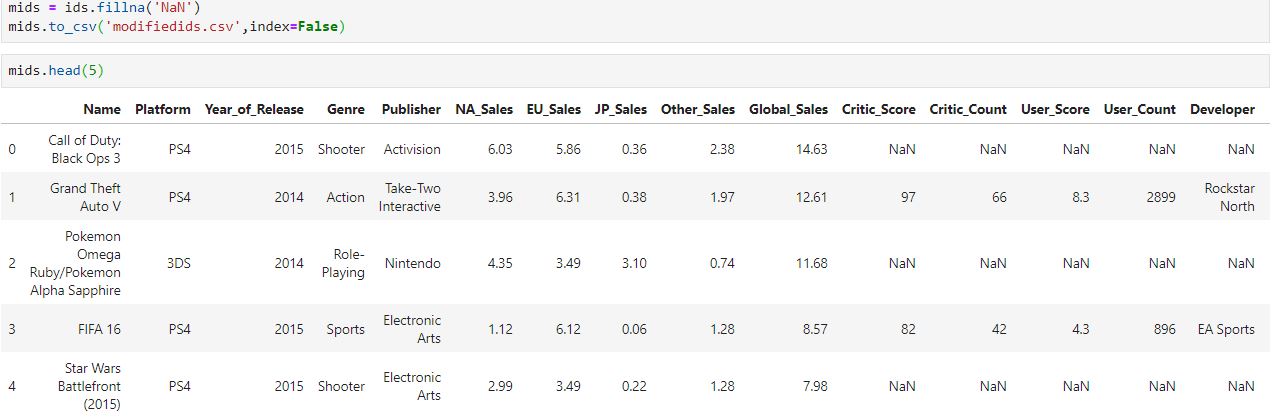 mids = ids.fillna('NaN')
mids.to_csv('modifiedids.csv',index=False)
mids.head(5)
Name Platform Year_of_Release Genre Publisher NA_Sales EU_Sales JP_Sales Other_Sales Global_Sales Critic_Score Critic_Count User_Score User_Count Developer
0 Call of Duty: Black Ops 3 PS4 2015 Shooter Activision 6.03 5.86 0.36 2.38 14.63 NaN NaN NaN NaN NaN
1 Grand Theft Auto V PS4 2014 Action Take-Two Interactive 3.96 6.31 0.38 1.97 12.61 97 66 8.3 2899 Rockstar North
2 Pokemon Omega Ruby/Pokemon Alpha Sapphire 3DS 2014 Role-Playing Nintendo 4.35 3.49 3.10 0.74 11.68 NaN NaN NaN NaN NaN
3 FIFA 16 PS4 2015 Sports Electronic Arts 1.12 6.12 0.06 1.28 8.57 82 42 4.3 896 EA Sports
4 Star Wars Battlefront (2015) PS4 2015 Shooter Electronic Arts 2.99 3.49 0.22 1.28 7.98 NaN NaN NaN NaN NaN